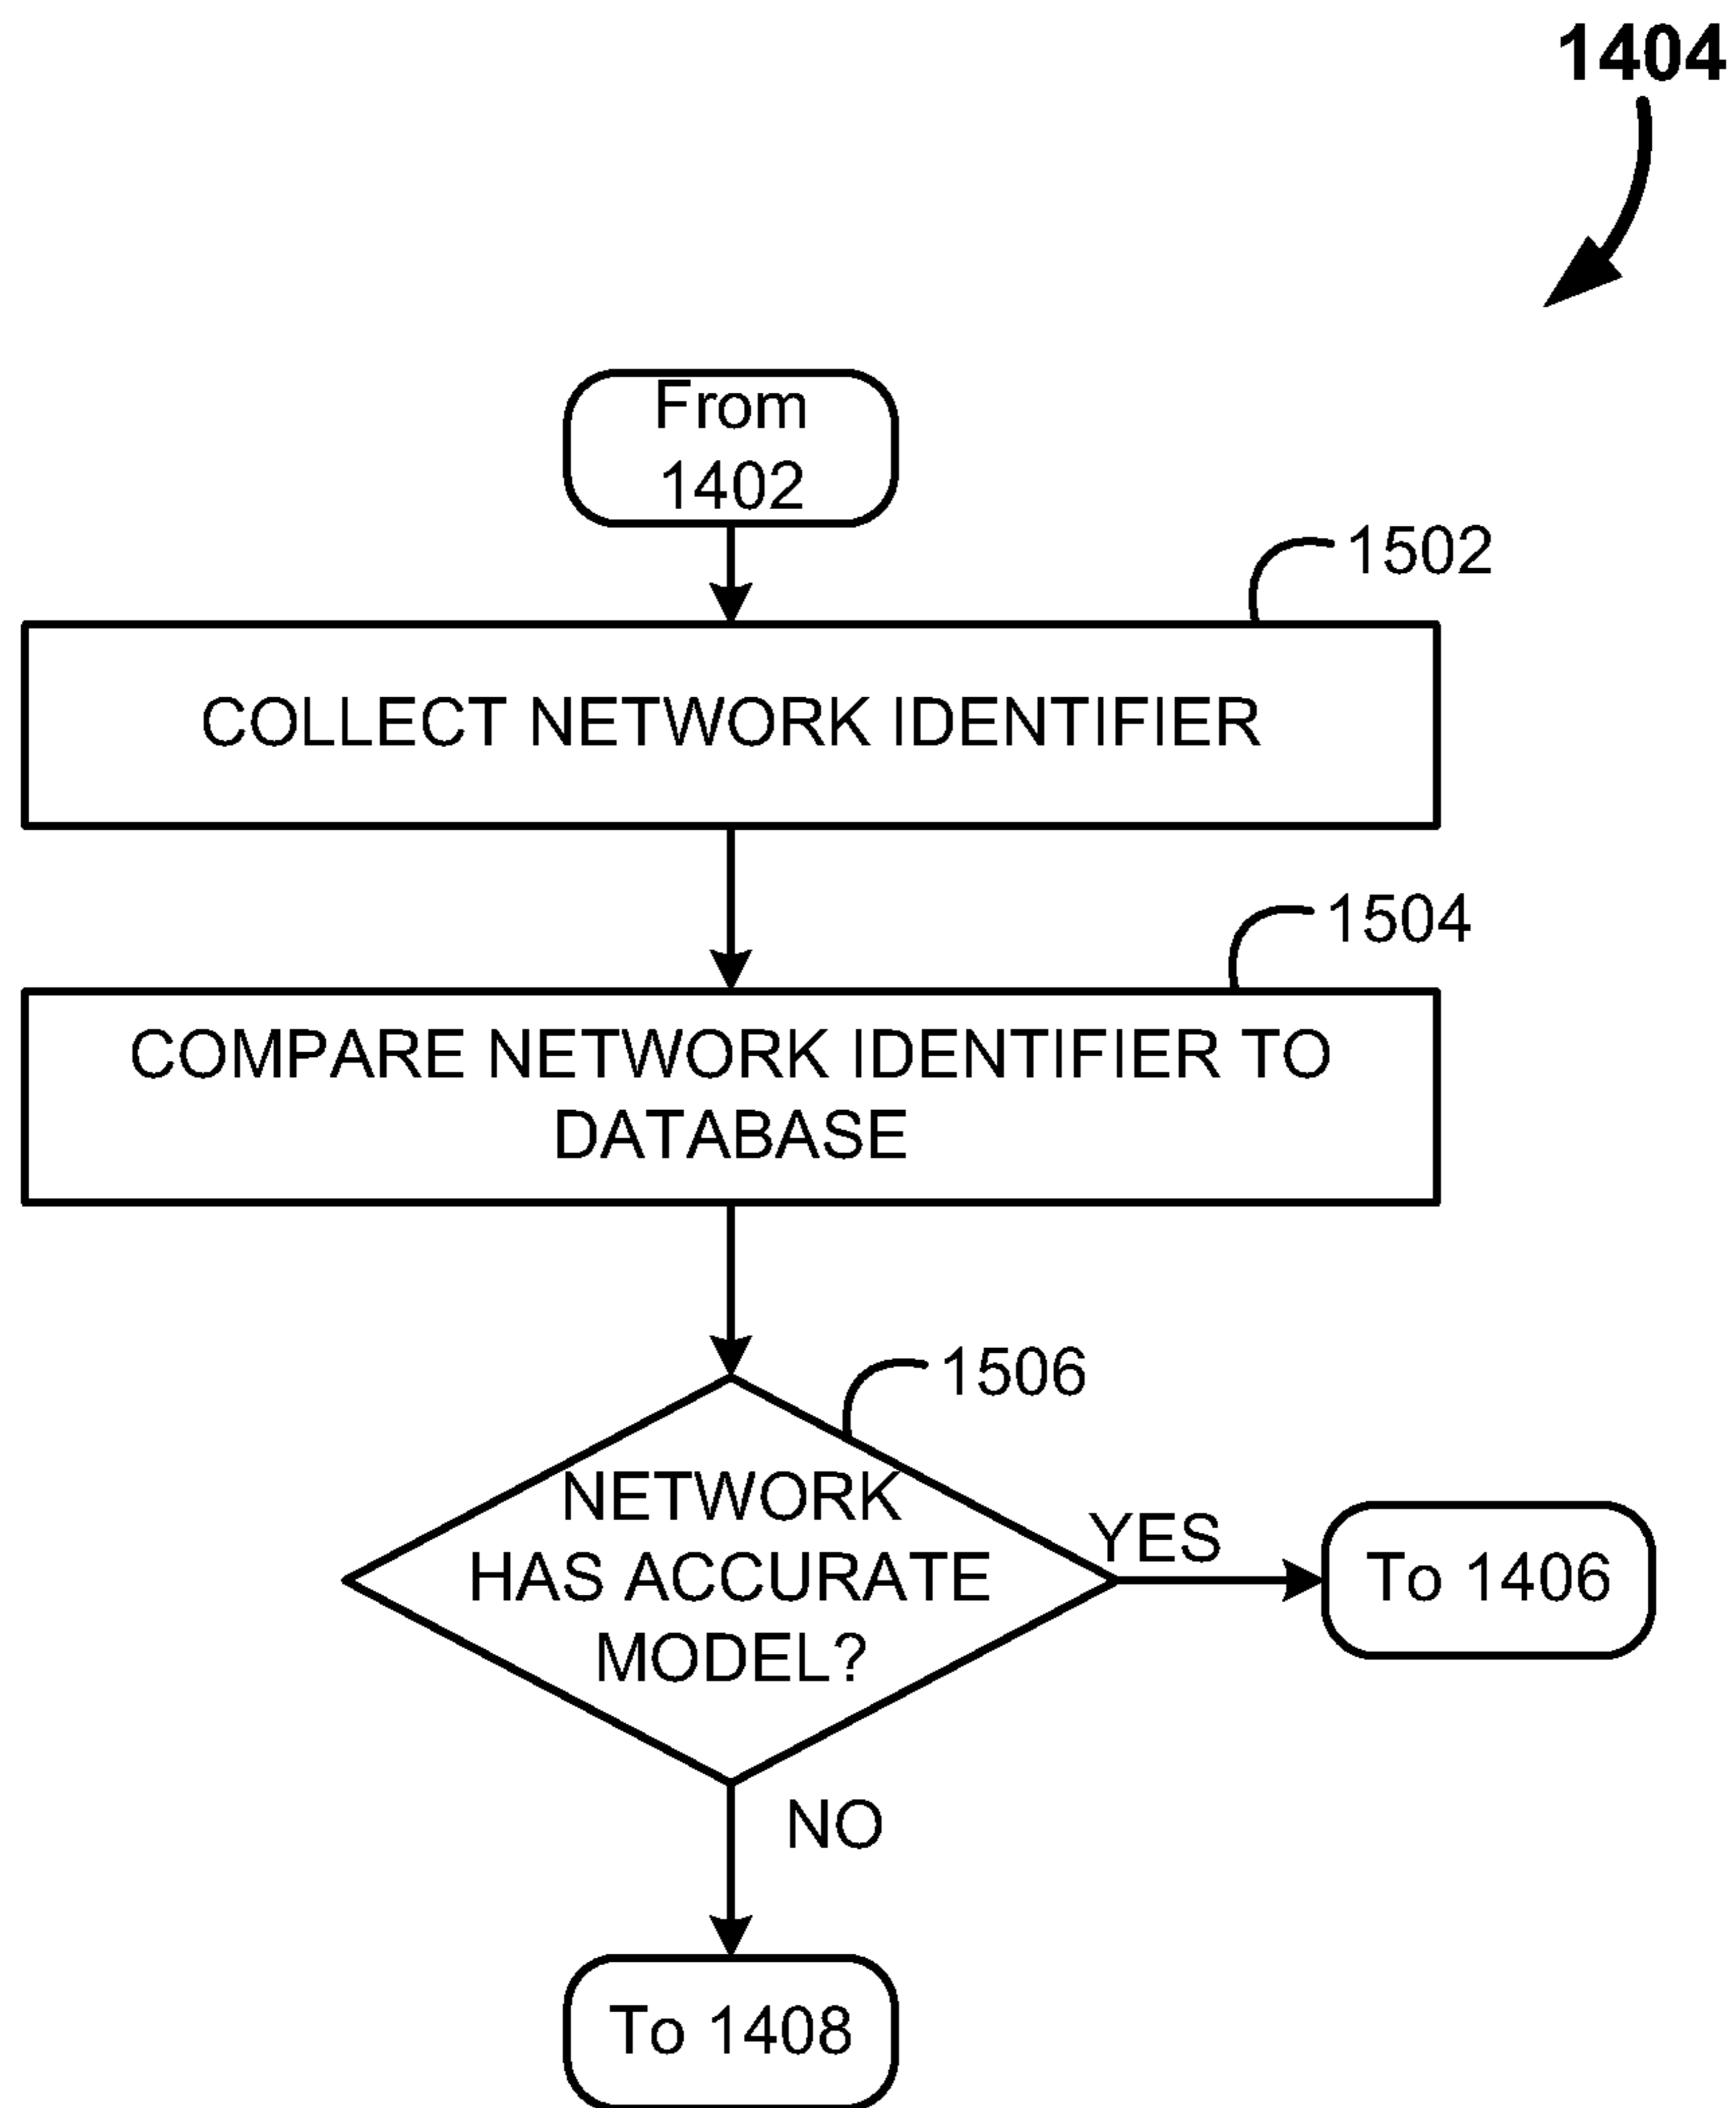 1404
From
1402
1502
COLLECT NETWORK IDENTIFIER
1504
COMPARE NETWORK IDENTIFIER TO
DATABASE
1506
NETWORK
HAS ACCURATE
MODEL?
YES
To 1406
NO
To 1408